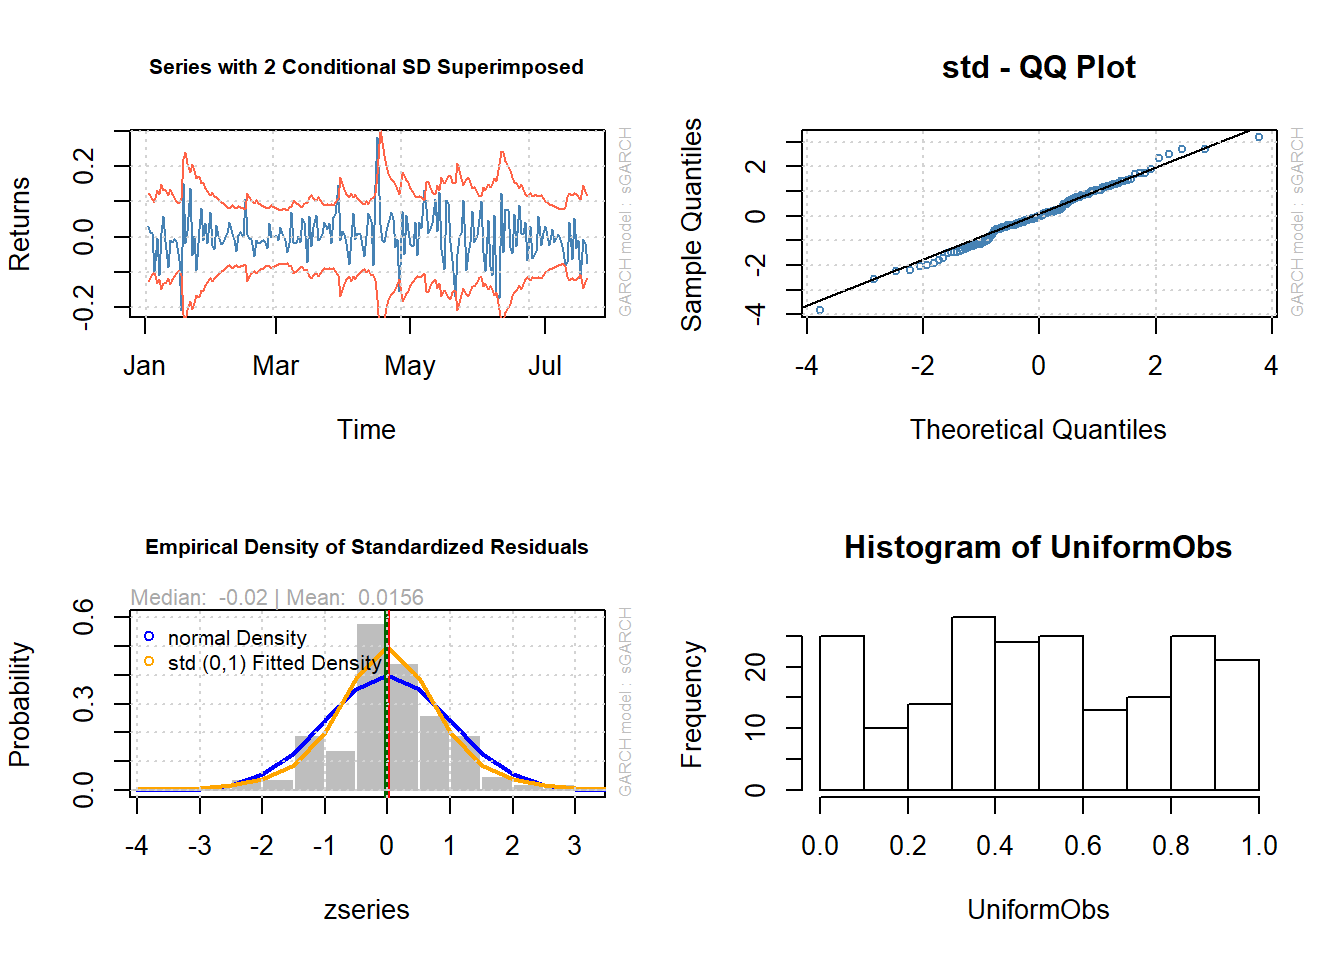 Series with 2 Conditional SD Superimposed
Returns
-0.2 0.0 0.2
Jan Mar May Jul
Time
GARCH model : sGARCH
std - QQ Plot
Sample Quantiles
-4 -2 0 2
-4 -2 0 2 4
Theoretical Quantiles
GARCH model : sGARCH
Empirical Density of Standardized Residuals
Median: -0.02 | Mean: 0.0156
normal Density
std (0,1) Fitted Density
Probability
0.0 0.3 0.6
-4 -3 -2 -1 0 1 2 3
zseries
GARCH model : sGARCH
Histogram of UniformObs
Frequency
0 10 20
0.0 0.2 0.4 0.6 0.8 1.0
UniformObs